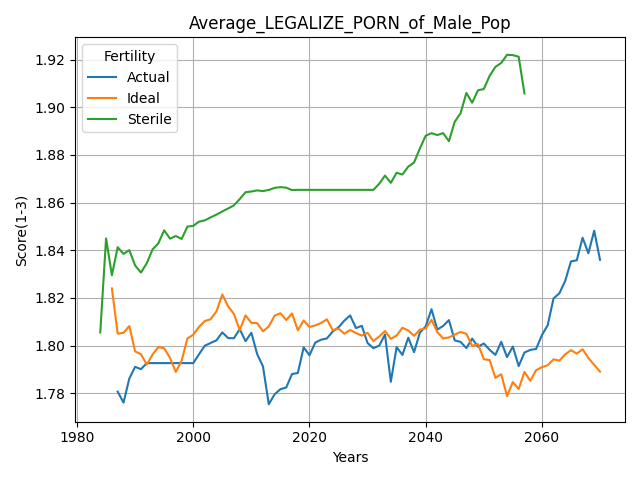 Average_LEGALIZE_PORN_of_Male_Pop
Fertility
Actual
Ideal
Sterile
Score(1-3)
1.92
1.90
1.88
1.86
1.84
1.82
1.80
1.78
1980
2000
2020
2040
2060
Years